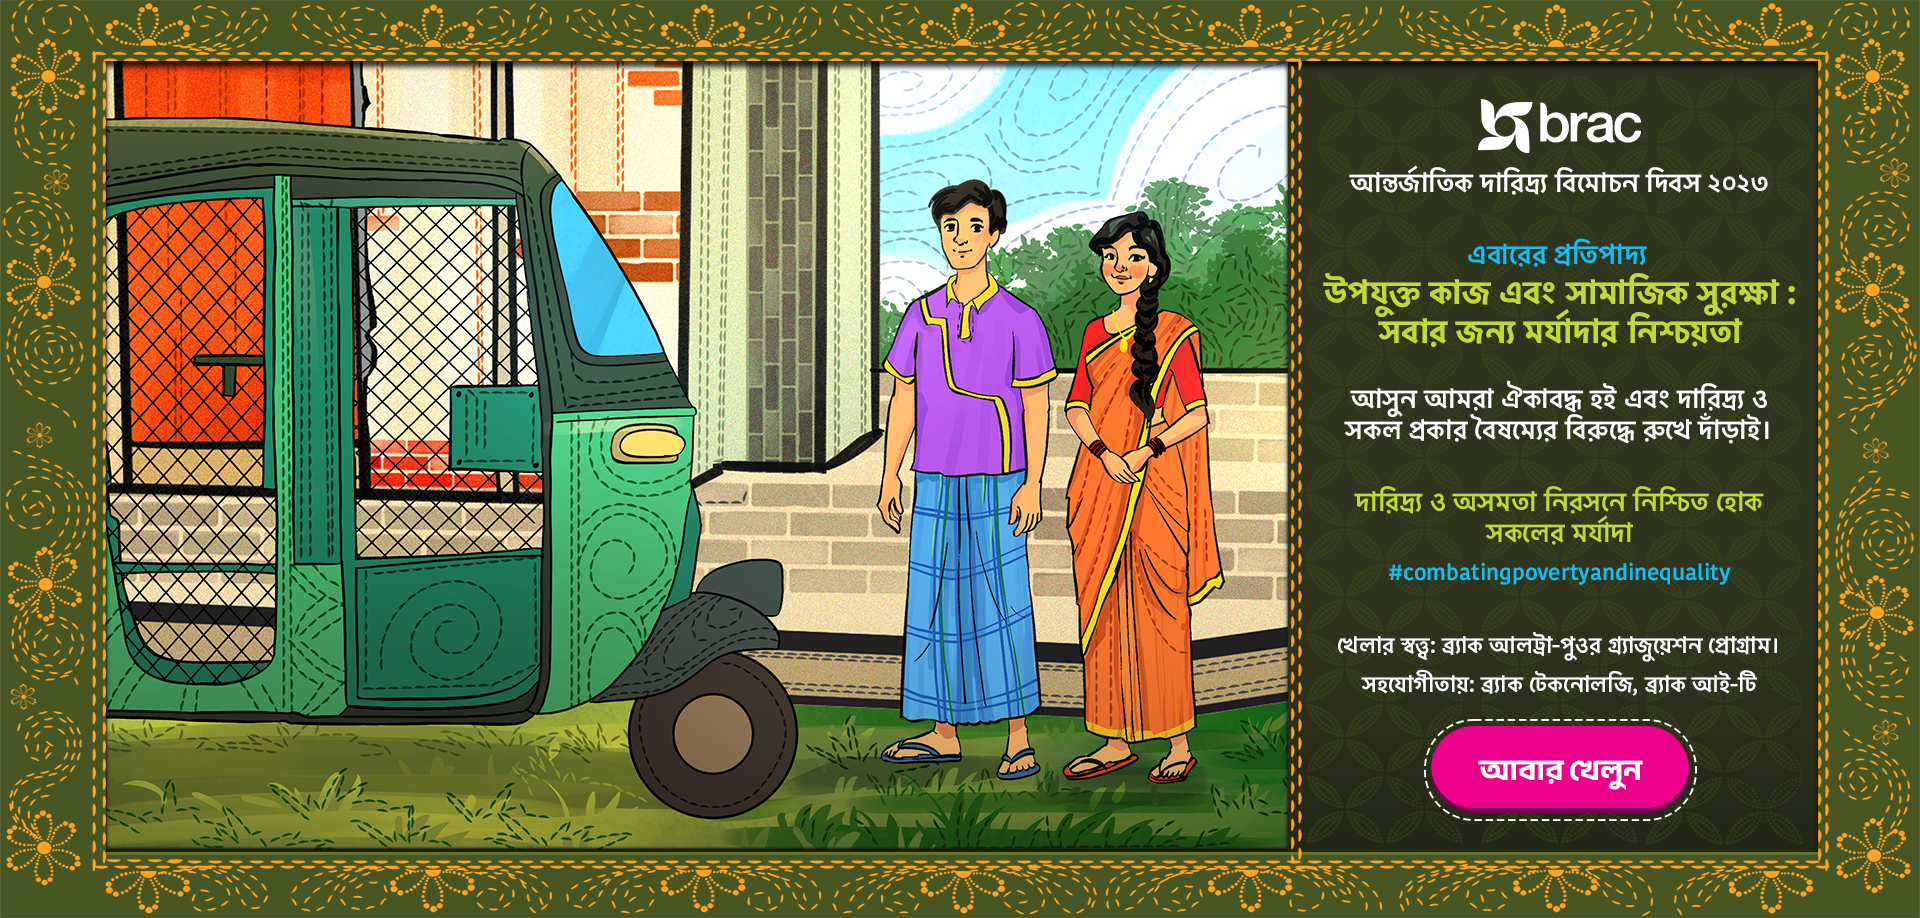 brac
আন্তর্জাতিক দারিদ্র্য বিমোচন দিবস ২০২৩
এবারের প্রতিপাদ্য
উপযুক্ত কাজ এবং সামাজিক সুরক্ষা :
সবার জন্য মর্যাদার নিশ্চয়তা
আসুন আমরা ঐকাবদ্ধ হই এবং দারিদ্র্য ও
সকল প্রকার বৈষম্যের বিরুদ্ধে রুখে দাঁড়াই।
দারিদ্র্য ও অসমতা নিরসনে নিশ্চিত হোক
সকলের মর্যাদা
#combatingpovertyandinequality
খেলার স্বত্ব: ব্র্যাক আলট্রা-পুওর গ্র্যাজুয়েশন প্রোগ্রাম।
সহযোগীতায়: ব্র্যাক টেকনোলজি, ব্র্যাক আই-টি
আবার খেলুন